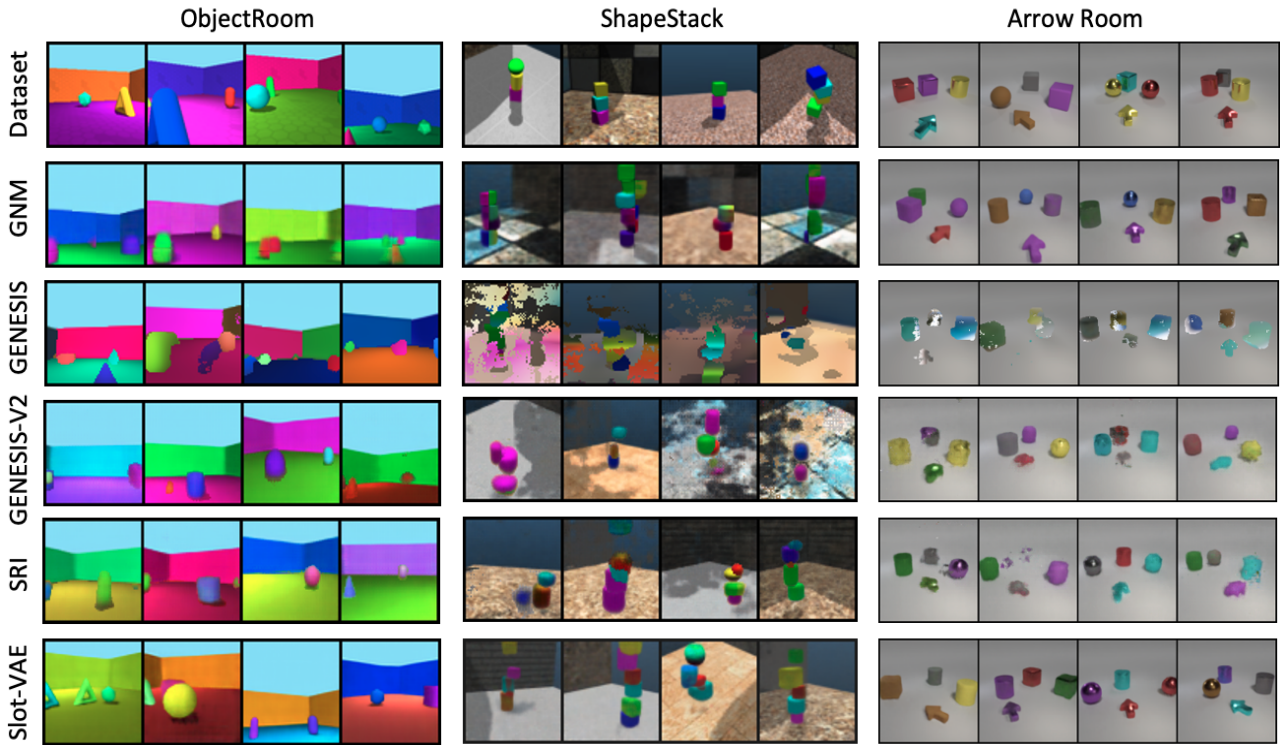 ObjectRoom ShapeStack Arrow Room
Dataset
GNM
GENESIS
GENESIS-V2
SRI
Slot-VAE